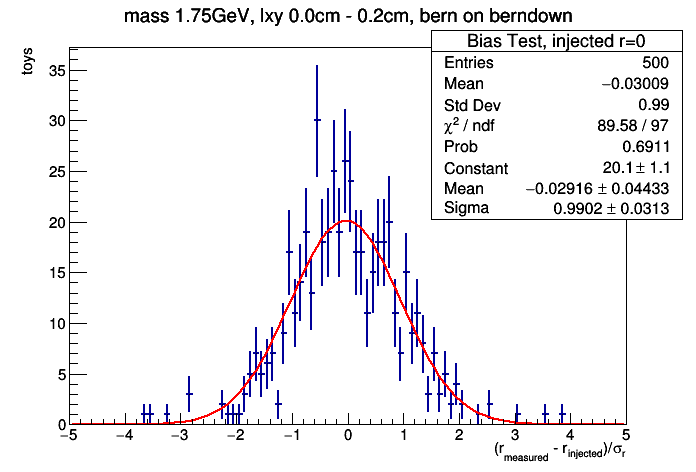 mass 1.75GeV, lxy 0.0cm - 0.2cm, bern on berndown
Bias Test, injected r=0
Entries 500
Mean −0.03009
Std Dev 0.99
χ² / ndf 89.58 / 97
Prob 0.6911
Constant 20.1 ± 1.1
Mean −0.02916 ± 0.04433
Sigma 0.9902 ± 0.0313
toys
35
30
25
20
15
10
5
0
−5 −4 −3 −2 −1 0 1 2 3 4 5
(r_measured - r_injected)/σ_r